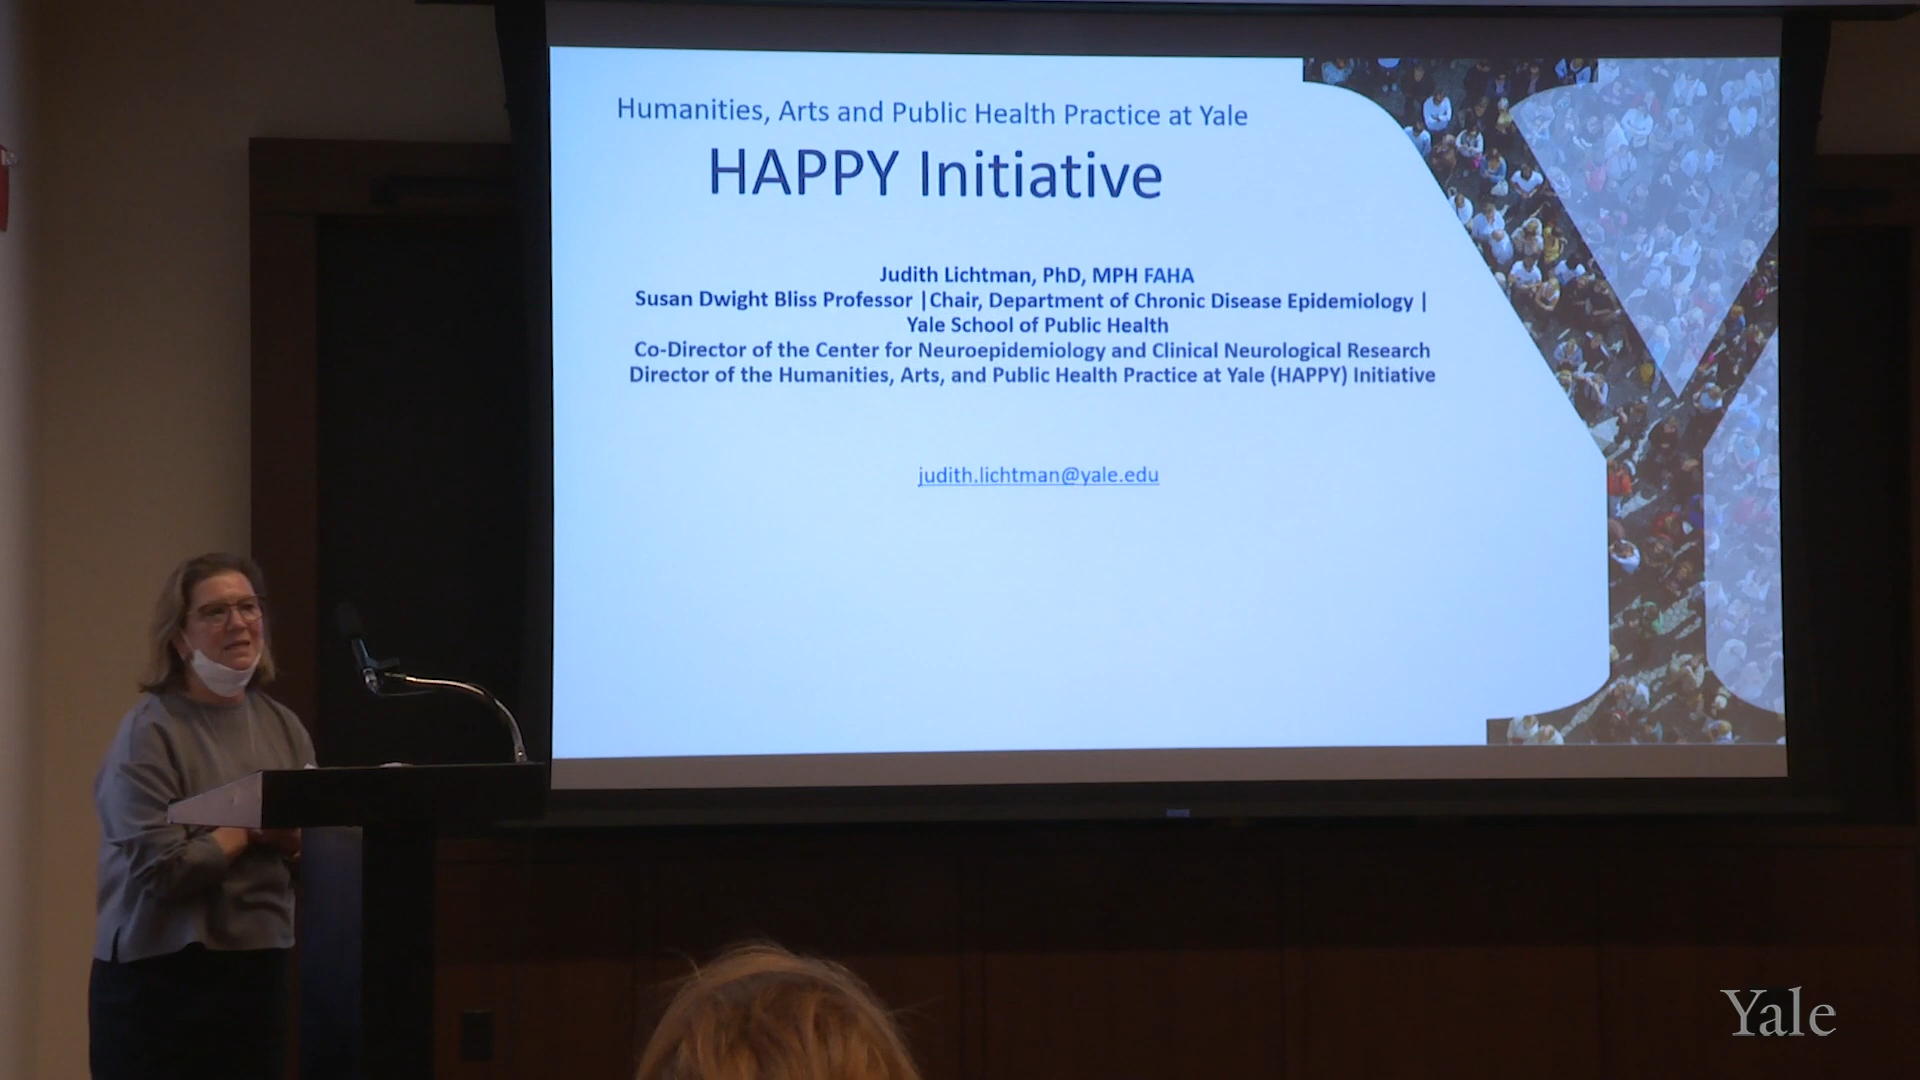 Humanities, Arts and Public Health Practice at Yale
HAPPY Initiative
Judith Lichtman, PhD, MPH FAHA
Susan Dwight Bliss Professor |Chair, Department of Chronic Disease Epidemiology |
Yale School of Public Health
Co-Director of the Center for Neuroepidemiology and Clinical Neurological Research
Director of the Humanities, Arts, and Public Health Practice at Yale (HAPPY) Initiative
judith.lichtman@yale.edu
Yale